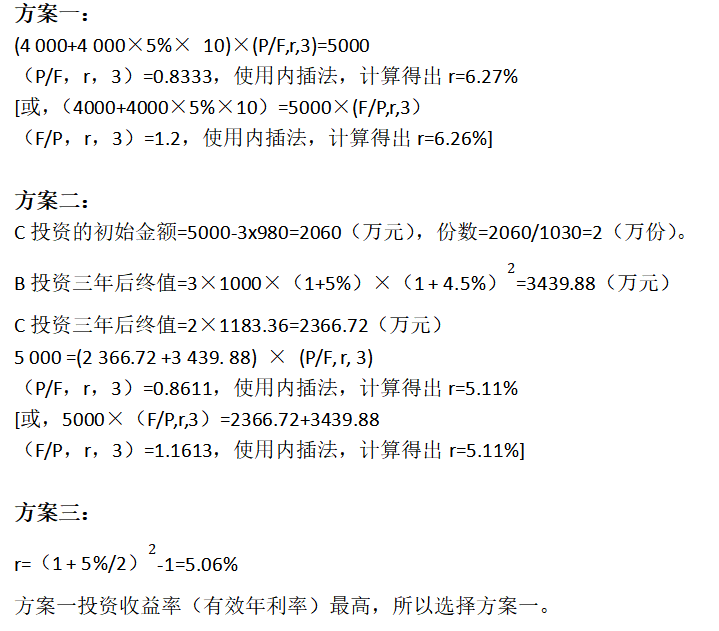 方案一：
(4 000+4 000×5%× 10)×(P/F,r,3)=5000
（P/F，r，3）=0.8333，使用内插法，计算得出 r=6.27%
[或，（4000+4000×5%×10）=5000×(F/P,r,3）
（F/P，r，3）=1.2，使用内插法，计算得出 r=6.26%]
方案二：
C 投资的初始金额=5000-3x980=2060（万元），份数=2060/1030=2（万份）。
B 投资三年后终值=3×1000×（1+5%）×（1 + 4.5%）²=3439.88（万元）
C 投资三年后终值=2×1183.36=2366.72（万元）
5 000 =(2 366.72 +3 439. 88) × (P/F, r, 3)
（P/F，r，3）=0.8611，使用内插法，计算得出 r=5.11%
[或，5000×（F/P,r,3）=2366.72+3439.88
（F/P，r，3）=1.1613，使用内插法，计算得出 r=5.11%]
方案三：
r=（1 + 5%/2）²-1=5.06%
方案一投资收益率（有效年利率）最高，所以选择方案一。